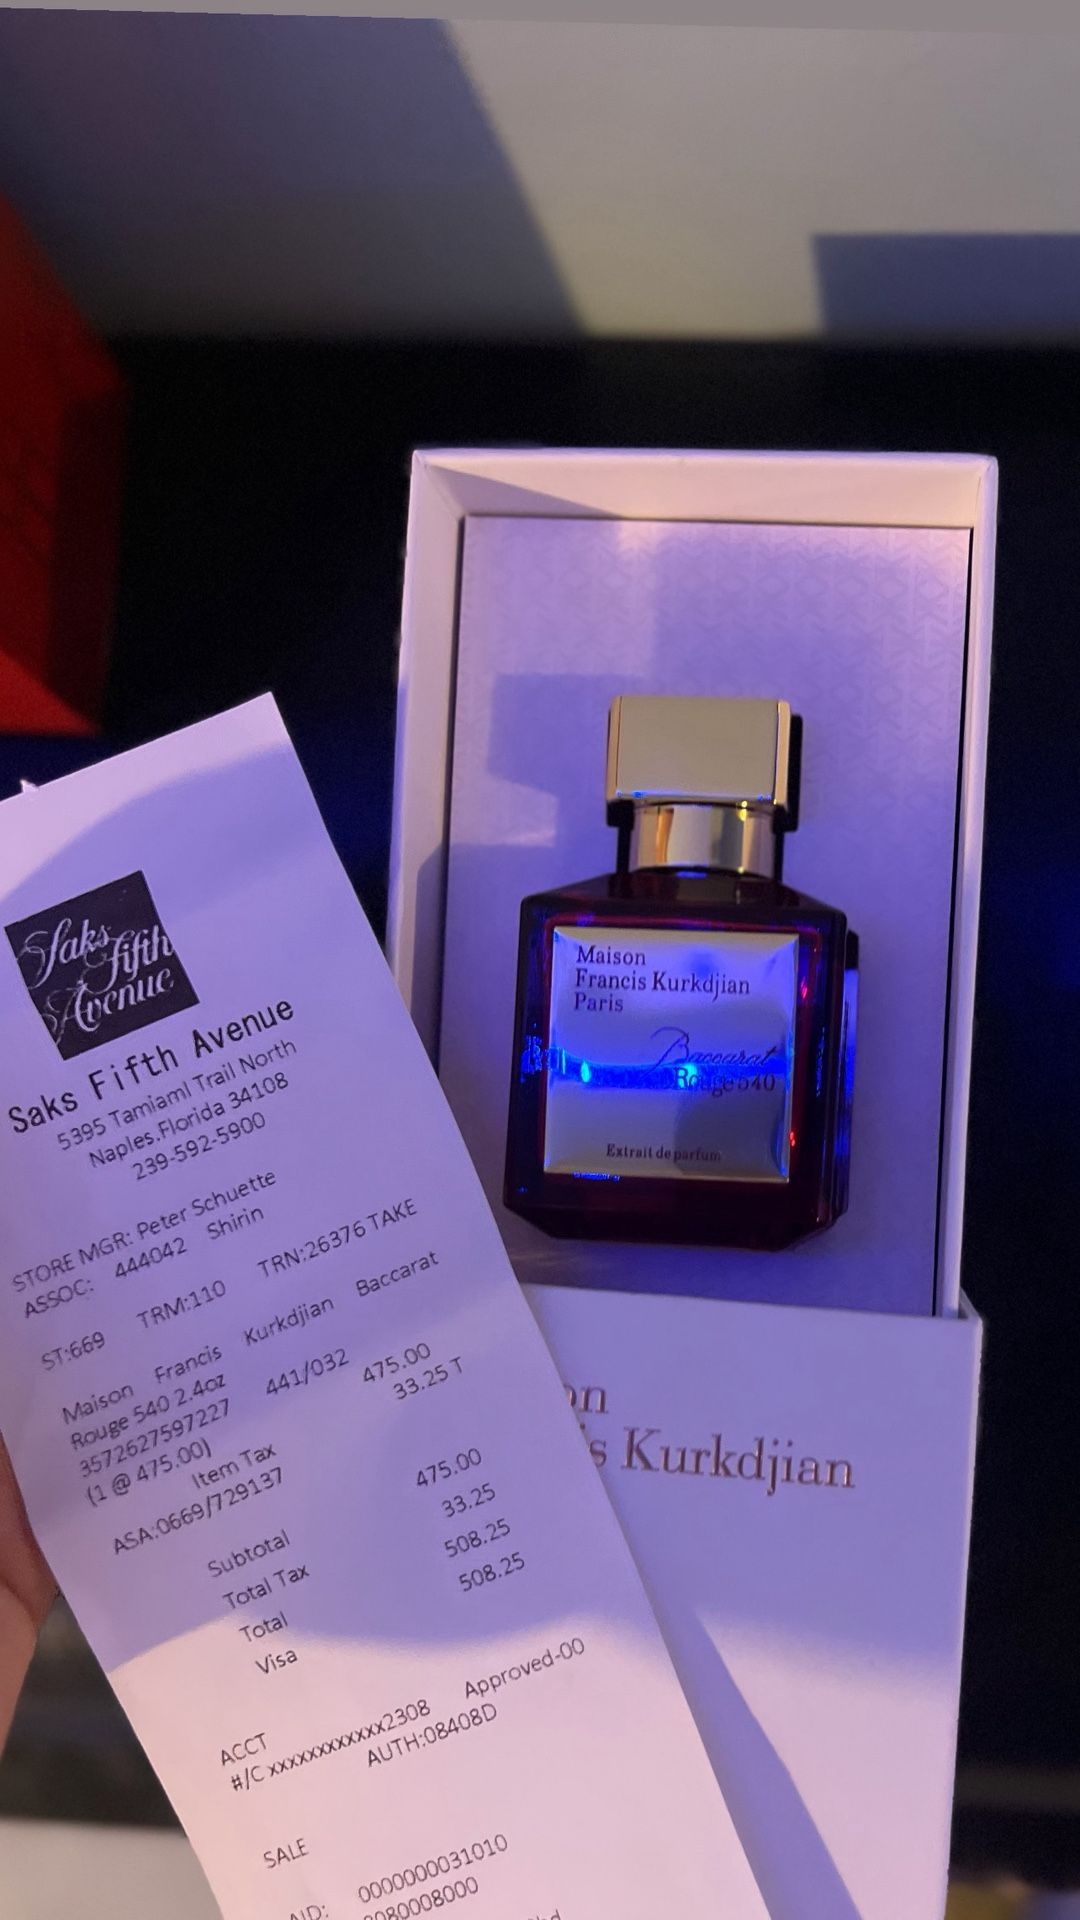 Saks
fifth
Avenue
Saks Fifth Avenue
5395 Tamiaml Trail North
Naples.Florida 34108
239-592-5900
STORE MGR: Peter Schuette
ASSOC: 444042 Shirin
ST:669 TRM:110 TRN:26376 TAKE
Maison Francis Kurkdjian Baccarat
Rouge 540 2.4oz
3572627597227 441/032 475.00
(1 @ 475.00) 33.25 T
Item Tax
ASA:0669/729137
Subtotal 475.00
Total Tax 33.25
Total 508.25
Visa 508.25
ACCT
#/C xxxxxxxxxxxx2308 Approved-00
AUTH:08408D
SALE
AID: 0000000031010
8080008000
Maison
Francis Kurkdjian
Paris
Baccarat
Rouge 540
Extrait de parfum
on
is Kurkdjian